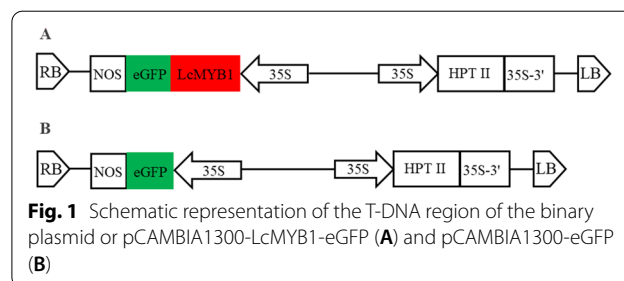 A
RB NOS eGFP LcMYB1 35S 35S HPT II 35S-3' LB
B
RB NOS eGFP 35S 35S HPT II 35S-3' LB
Fig. 1 Schematic representation of the T-DNA region of the binary
plasmid or pCAMBIA1300-LcMYB1-eGFP (A) and pCAMBIA1300-eGFP
(B)